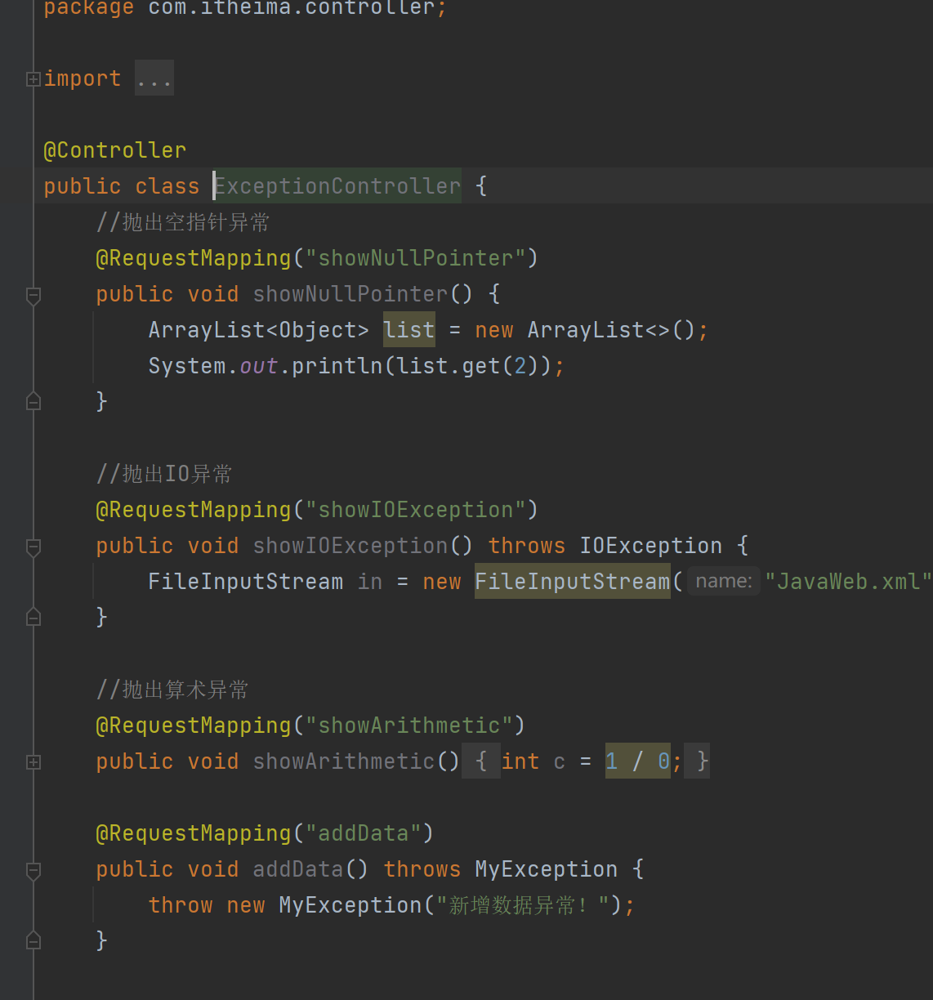 package com.itheima.controller;
import ...
@Controller
public class ExceptionController {
//抛出空指针异常
@RequestMapping("showNullPointer")
public void showNullPointer() {
ArrayList<Object> list = new ArrayList<>();
System.out.println(list.get(2));
}
//抛出IO异常
@RequestMapping("showIOException")
public void showIOException() throws IOException {
FileInputStream in = new FileInputStream( name: "JavaWeb.xml"
}
//抛出算术异常
@RequestMapping("showArithmetic")
public void showArithmetic() { int c = 1 / 0; }
@RequestMapping("addData")
public void addData() throws MyException {
throw new MyException("新增数据异常！");
}